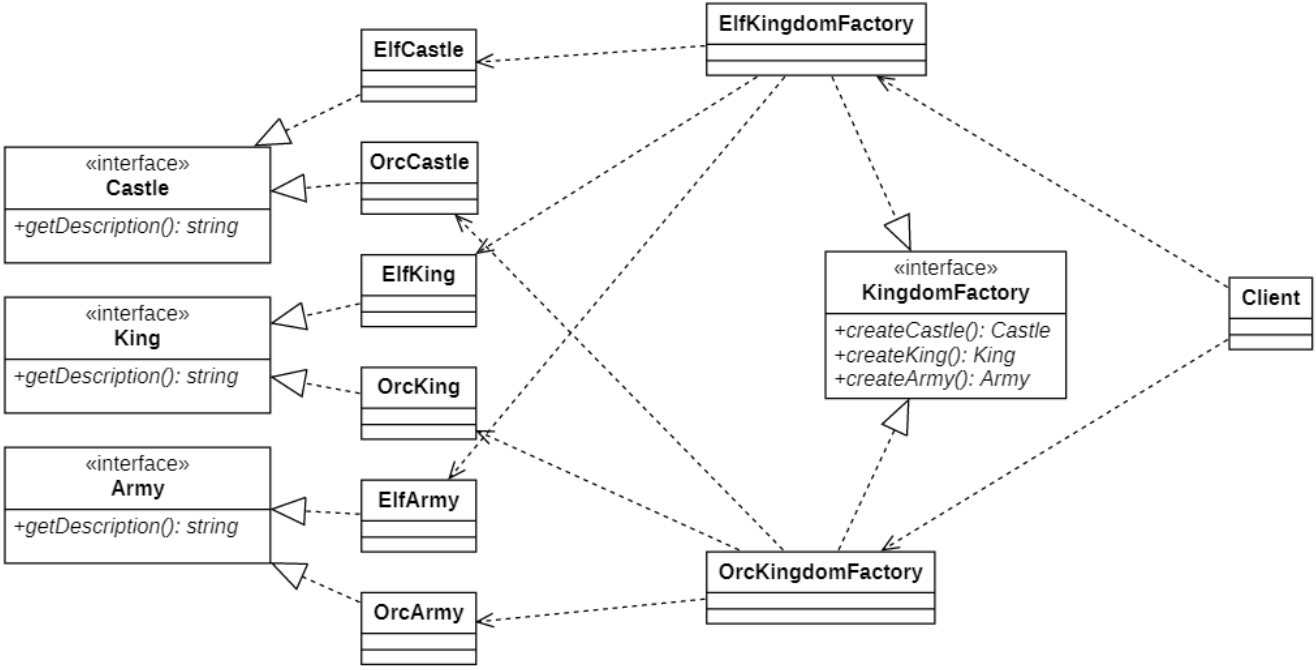 ElfKingdomFactory
ElfCastle
OrcCastle
«interface»
Castle
+getDescription(): string
ElfKing
«interface»
KingdomFactory
+createCastle(): Castle
+createKing(): King
+createArmy(): Army
Client
«interface»
King
+getDescription(): string
OrcKing
«interface»
Army
+getDescription(): string
ElfArmy
OrcKingdomFactory
OrcArmy